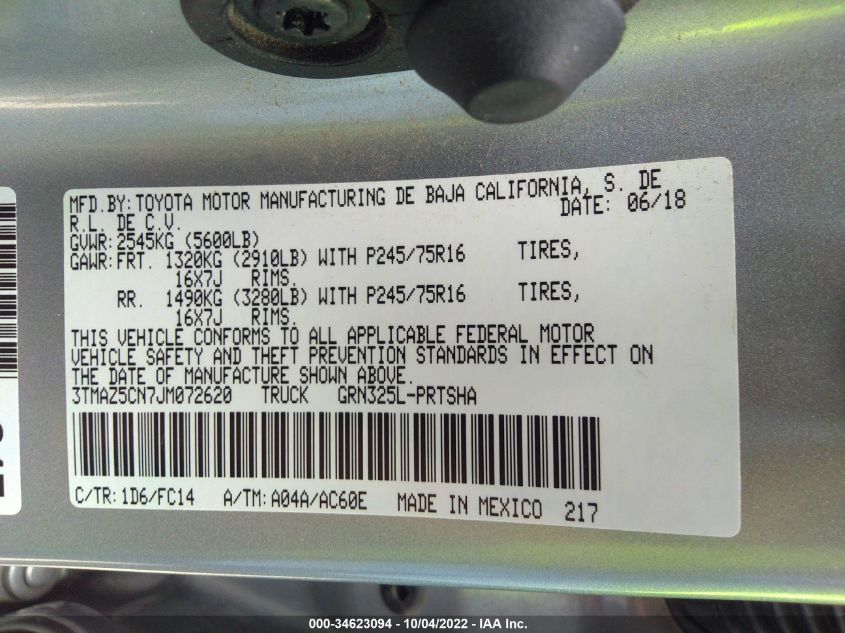 MFD.BY: TOYOTA MOTOR MANUFACTURING DE BAJA CALIFORNIA, S. DE
R.L. DE C.V. DATE: 06/18
GVWR: 2545KG (5600LB)
GAWR: FRT. 1320KG (2910LB) WITH P245/75R16 TIRES,
16X7J RIMS.
RR. 1490KG (3280LB) WITH P245/75R16 TIRES,
16X7J RIMS.
THIS VEHICLE CONFORMS TO ALL APPLICABLE FEDERAL MOTOR
VEHICLE SAFETY AND THEFT PREVENTION STANDARDS IN EFFECT ON
THE DATE OF MANUFACTURE SHOWN ABOVE.
3TMAZ5CN7JM072620 TRUCK GRN325L-PRTSHA
C/TR: 1D6/FC14 A/TM: A04A/AC60E MADE IN MEXICO 217
000-34623094 - 10/04/2022 - IAA Inc.